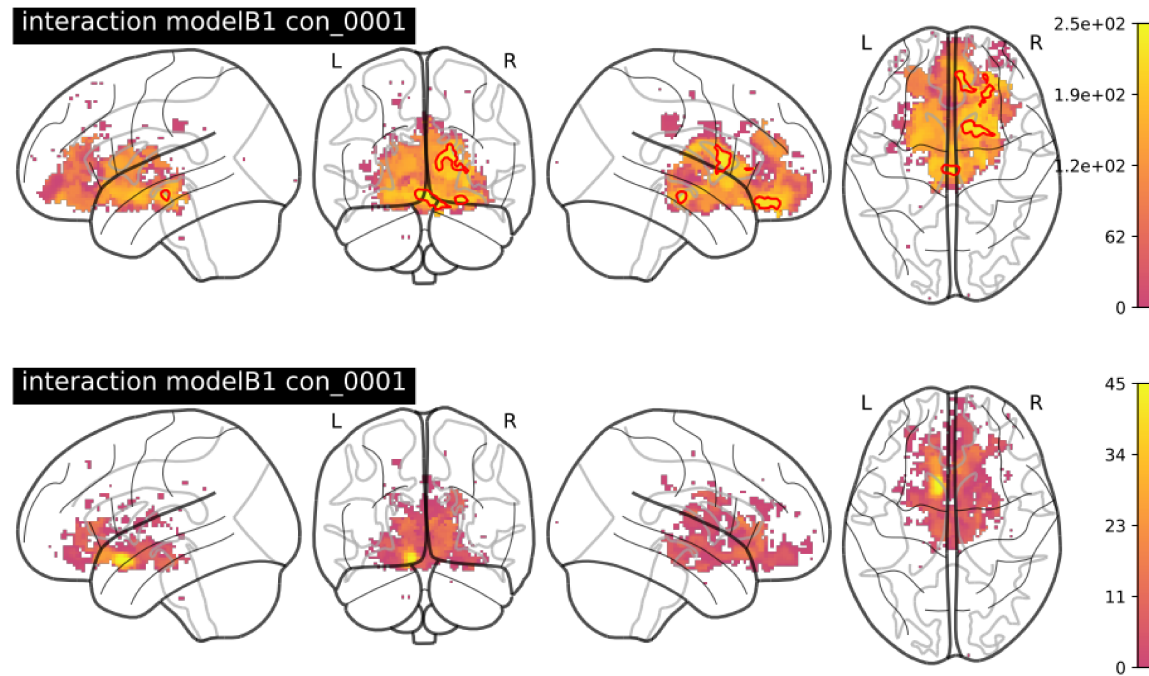 interaction modelB1 con_0001
L R L R
2.5e+02
1.9e+02
1.2e+02
62
0
interaction modelB1 con_0001
L R L R
45
34
23
11
0